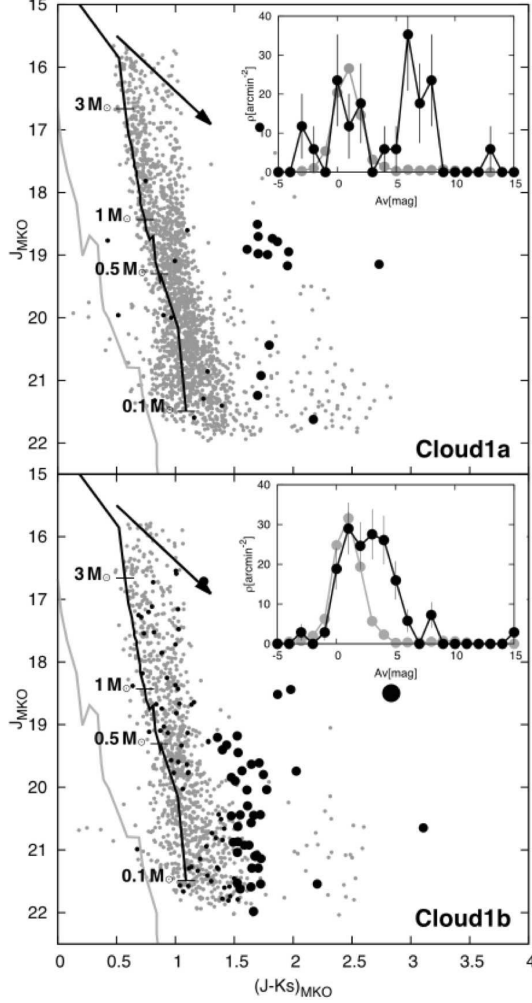 15
16
17
18
19
20
21
22
J_MKO
3 M⊙
1 M⊙
0.5 M⊙
0.1 M⊙
40
30
20
10
0
ρ[arcmin⁻²]
-5 0 5 10 15
Av[mag]
Cloud1a
15
16
17
18
19
20
21
22
J_MKO
3 M⊙
1 M⊙
0.5 M⊙
0.1 M⊙
40
30
20
10
0
ρ[arcmin⁻²]
-5 0 5 10 15
Av[mag]
Cloud1b
0 0.5 1 1.5 2 2.5 3 3.5 4
(J-Ks)_MKO